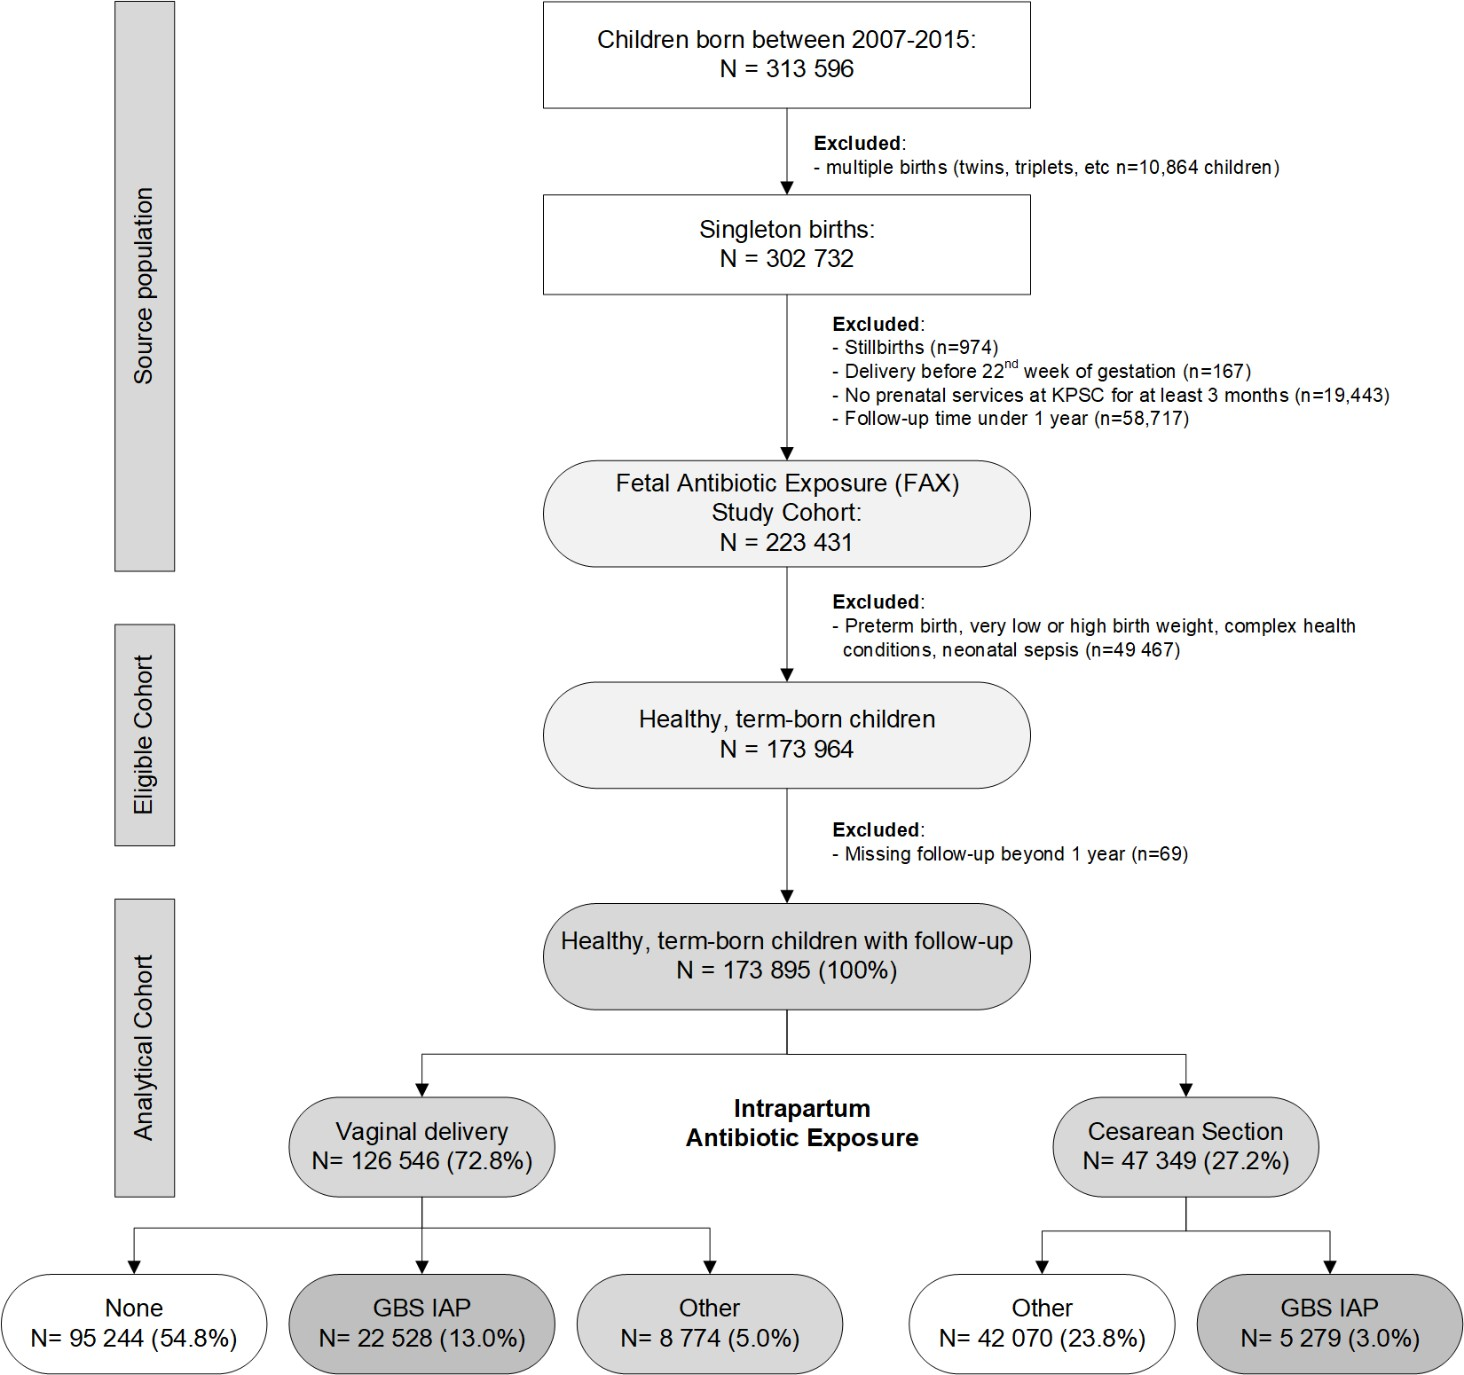 Source population
Children born between 2007-2015:
N = 313 596
Excluded:
- multiple births (twins, triplets, etc n=10,864 children)
Singleton births:
N = 302 732
Excluded:
- Stillbirths (n=974)
- Delivery before 22nd week of gestation (n=167)
- No prenatal services at KPSC for at least 3 months (n=19,443)
- Follow-up time under 1 year (n=58,717)
Fetal Antibiotic Exposure (FAX)
Study Cohort:
N = 223 431
Excluded:
- Preterm birth, very low or high birth weight, complex health
conditions, neonatal sepsis (n=49 467)
Eligible Cohort
Healthy, term-born children
N = 173 964
Excluded:
- Missing follow-up beyond 1 year (n=69)
Analytical Cohort
Healthy, term-born children with follow-up
N = 173 895 (100%)
Intrapartum
Antibiotic Exposure
Vaginal delivery
N= 126 546 (72.8%)
Cesarean Section
N= 47 349 (27.2%)
None
N= 95 244 (54.8%)
GBS IAP
N= 22 528 (13.0%)
Other
N= 8 774 (5.0%)
Other
N= 42 070 (23.8%)
GBS IAP
N= 5 279 (3.0%)